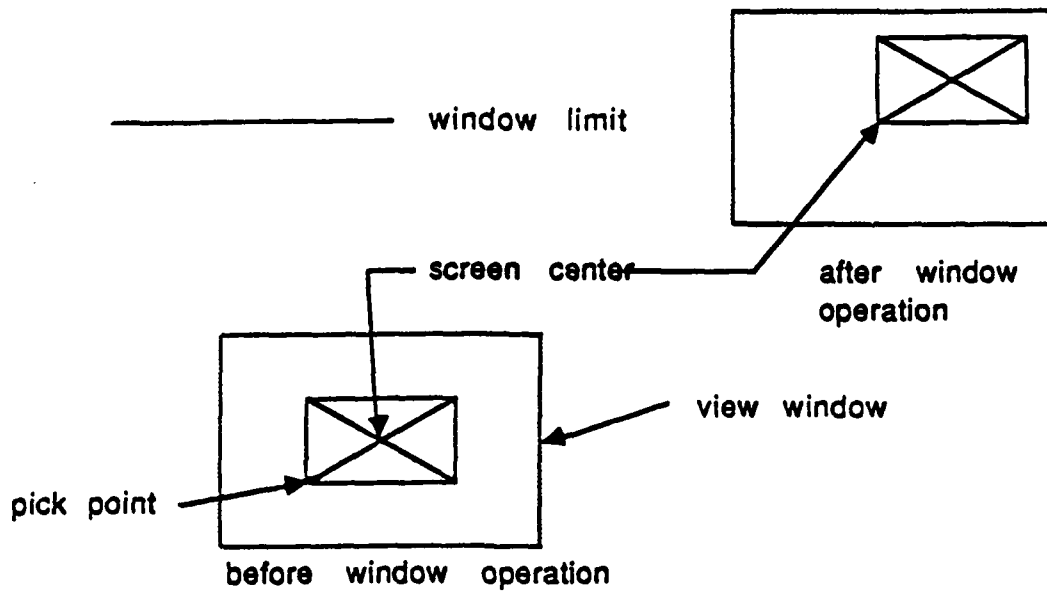 window limit
screen center
after window
operation
view window
pick point
before window operation